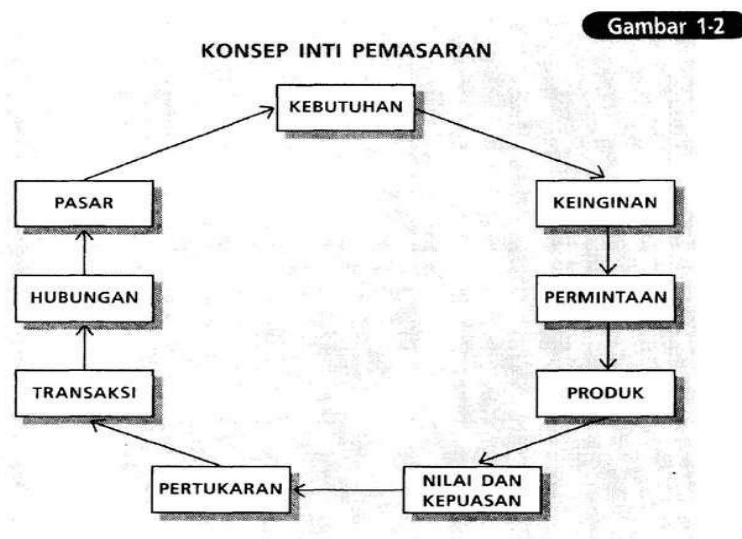 Gambar 1-2
KONSEP INTI PEMASARAN
KEBUTUHAN
KEINGINAN
PERMINTAAN
PRODUK
NILAI DAN
KEPUASAN
PERTUKARAN
TRANSAKSI
HUBUNGAN
PASAR